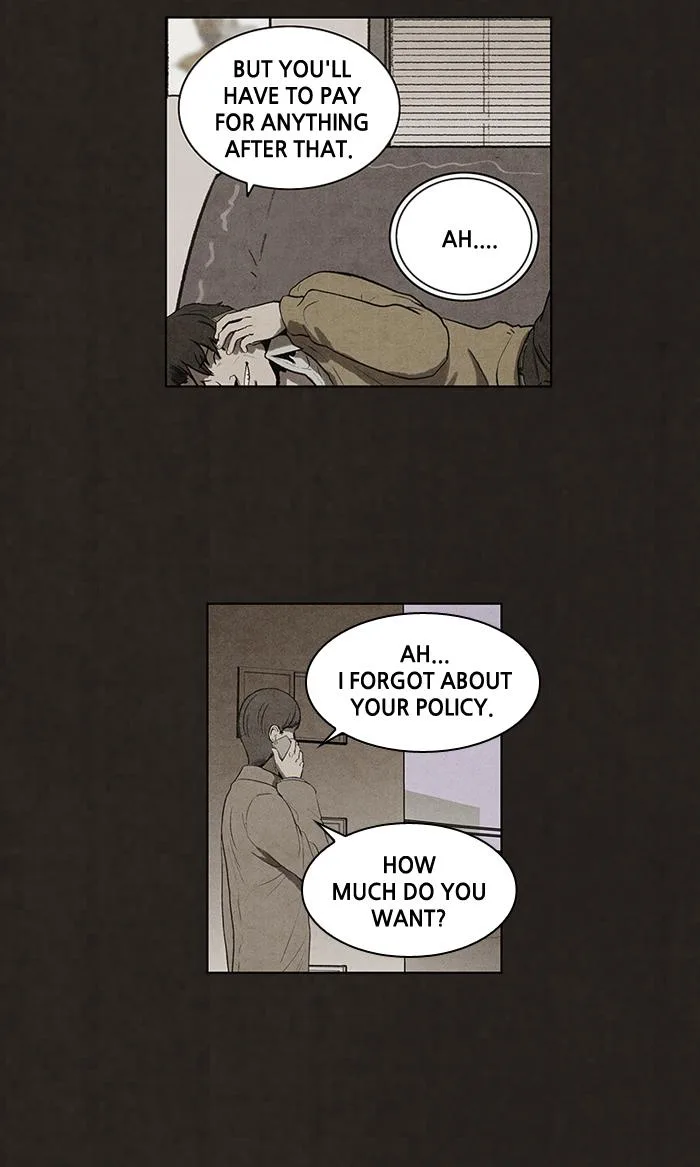 BUT YOU'LL
HAVE TO PAY
FOR ANYTHING
AFTER THAT.
AH....
AH...
I FORGOT ABOUT
YOUR POLICY.
HOW
MUCH DO YOU
WANT?